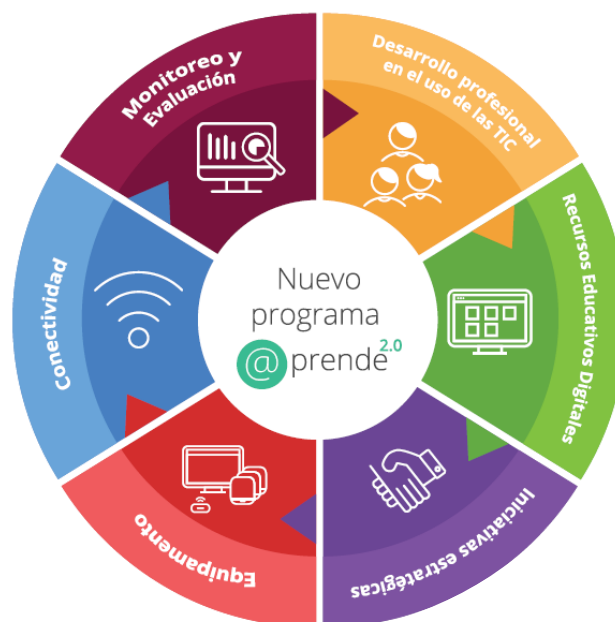 Nuevo
programa
@prende 2.0
Desarrollo profesional
en el uso de las TIC
Recursos Educativos Digitales
Iniciativas estratégicas
Equipamento
Conectividad
Monitoreo y
Evaluación